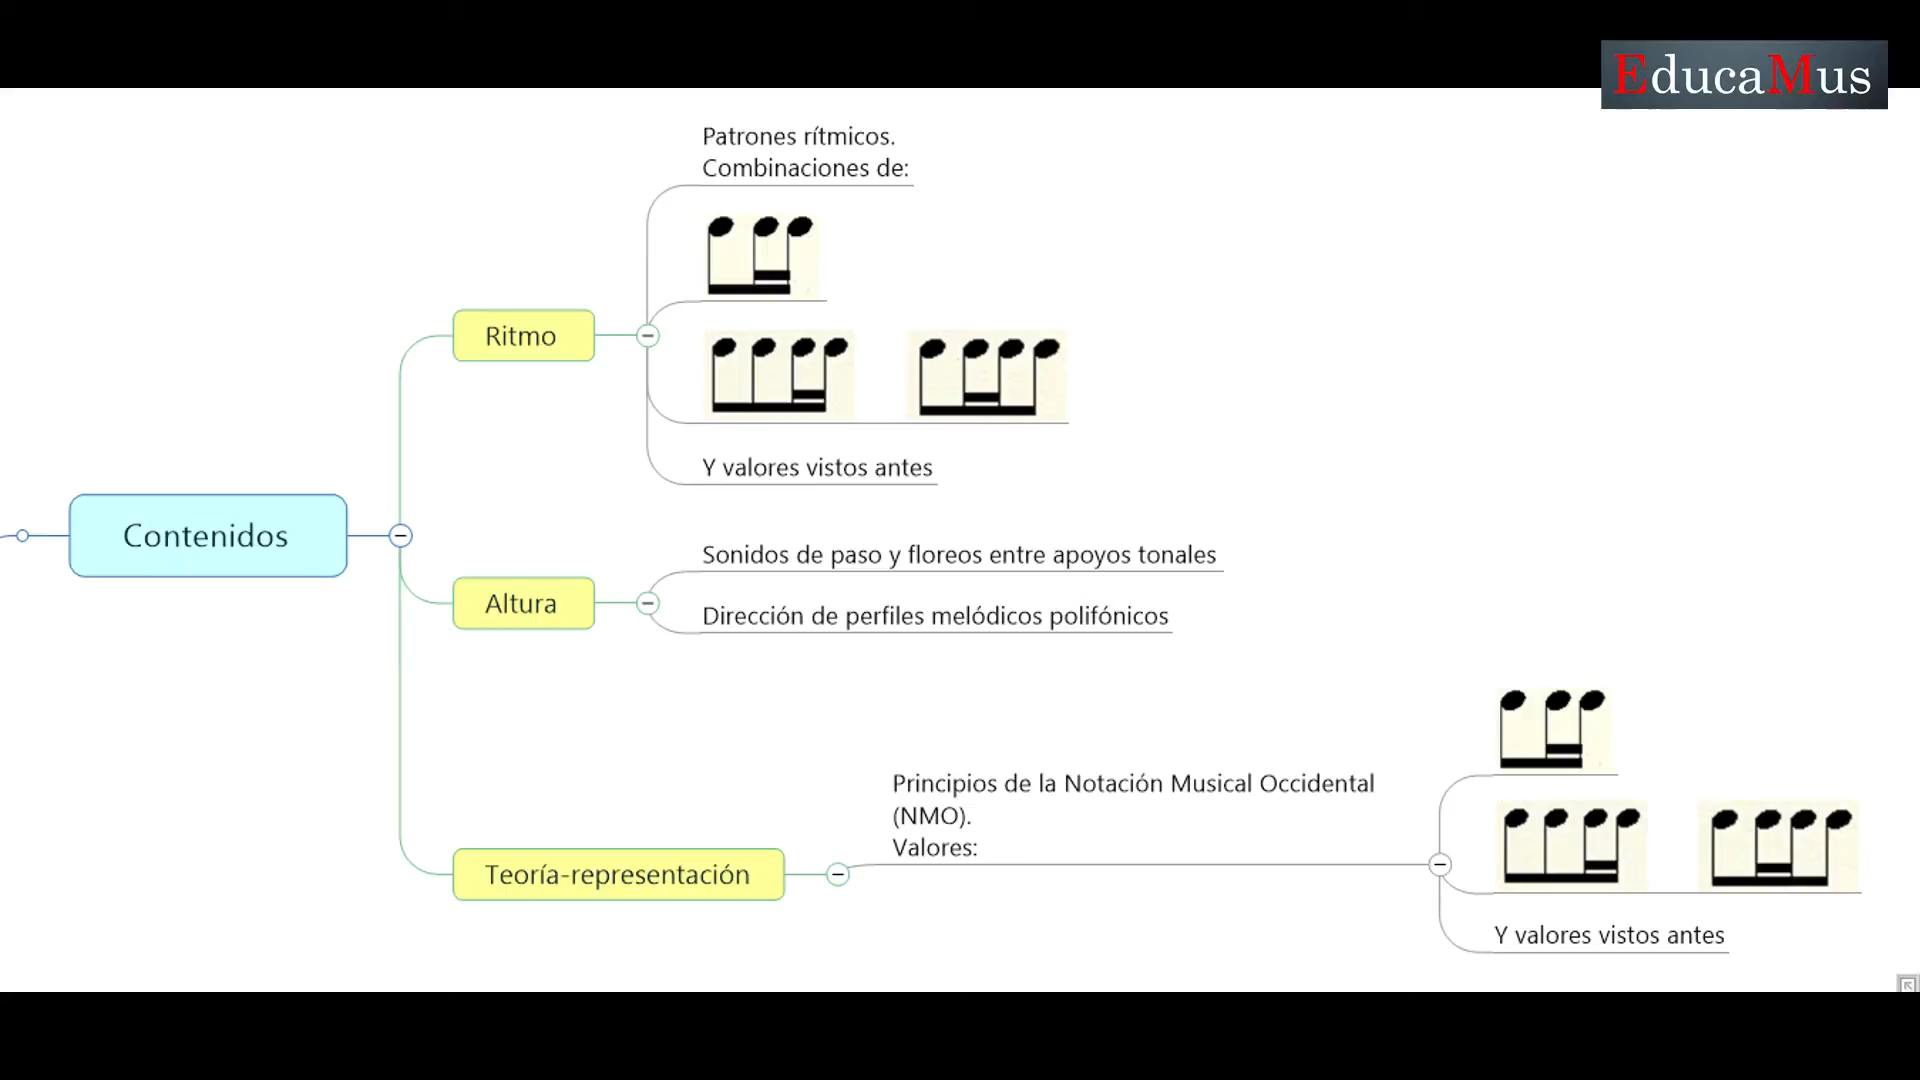 EducaMus
Patrones rítmicos.
Combinaciones de:
Ritmo
Y valores vistos antes
Contenidos
Sonidos de paso y floreos entre apoyos tonales
Altura
Dirección de perfiles melódicos polifónicos
Principios de la Notación Musical Occidental
(NMO).
Valores:
Teoría-representación
Y valores vistos antes